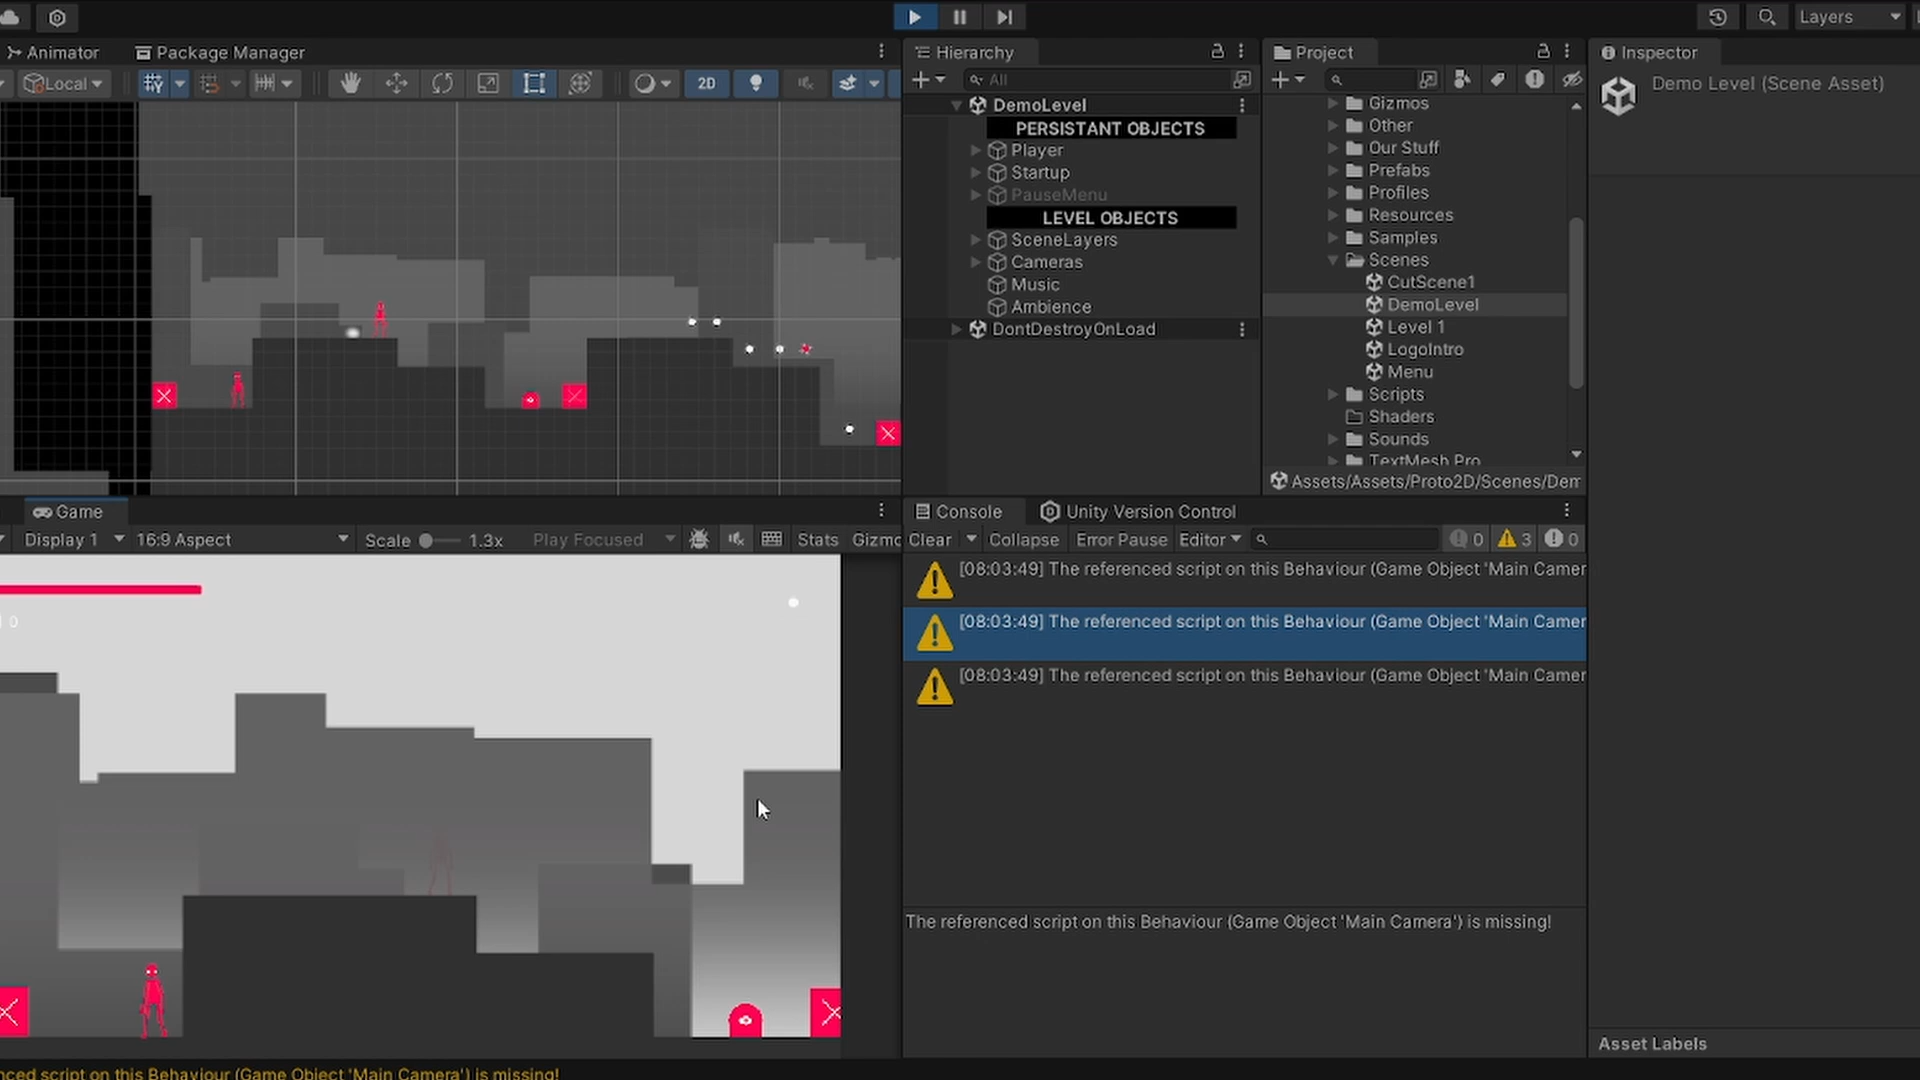 Layers
Animator
Package Manager
Hierarchy
Project
Inspector
Local
2D
All
Demo Level (Scene Asset)
DemoLevel
PERSISTANT OBJECTS
Player
Startup
PauseMenu
LEVEL OBJECTS
SceneLayers
Cameras
Music
Ambience
DontDestroyOnLoad
Gizmos
Other
Our Stuff
Prefabs
Profiles
Resources
Samples
Scenes
CutScene1
DemoLevel
Level 1
LogoIntro
Menu
Scripts
Shaders
Sounds
TextMesh Pro
Assets/Assets/Proto2D/Scenes/Dem
Game
Console
Unity Version Control
Display 1
16:9 Aspect
Scale
1.3x
Play Focused
Stats
Gizmo
Clear
Collapse
Error Pause
Editor
0
3
0
[08:03:49] The referenced script on this Behaviour (Game Object 'Main Camer
[08:03:49] The referenced script on this Behaviour (Game Object 'Main Camer
[08:03:49] The referenced script on this Behaviour (Game Object 'Main Camer
0
The referenced script on this Behaviour (Game Object 'Main Camera') is missing!
Asset Labels
nced script on this Behaviour (Game Object 'Main Camera') is missing!